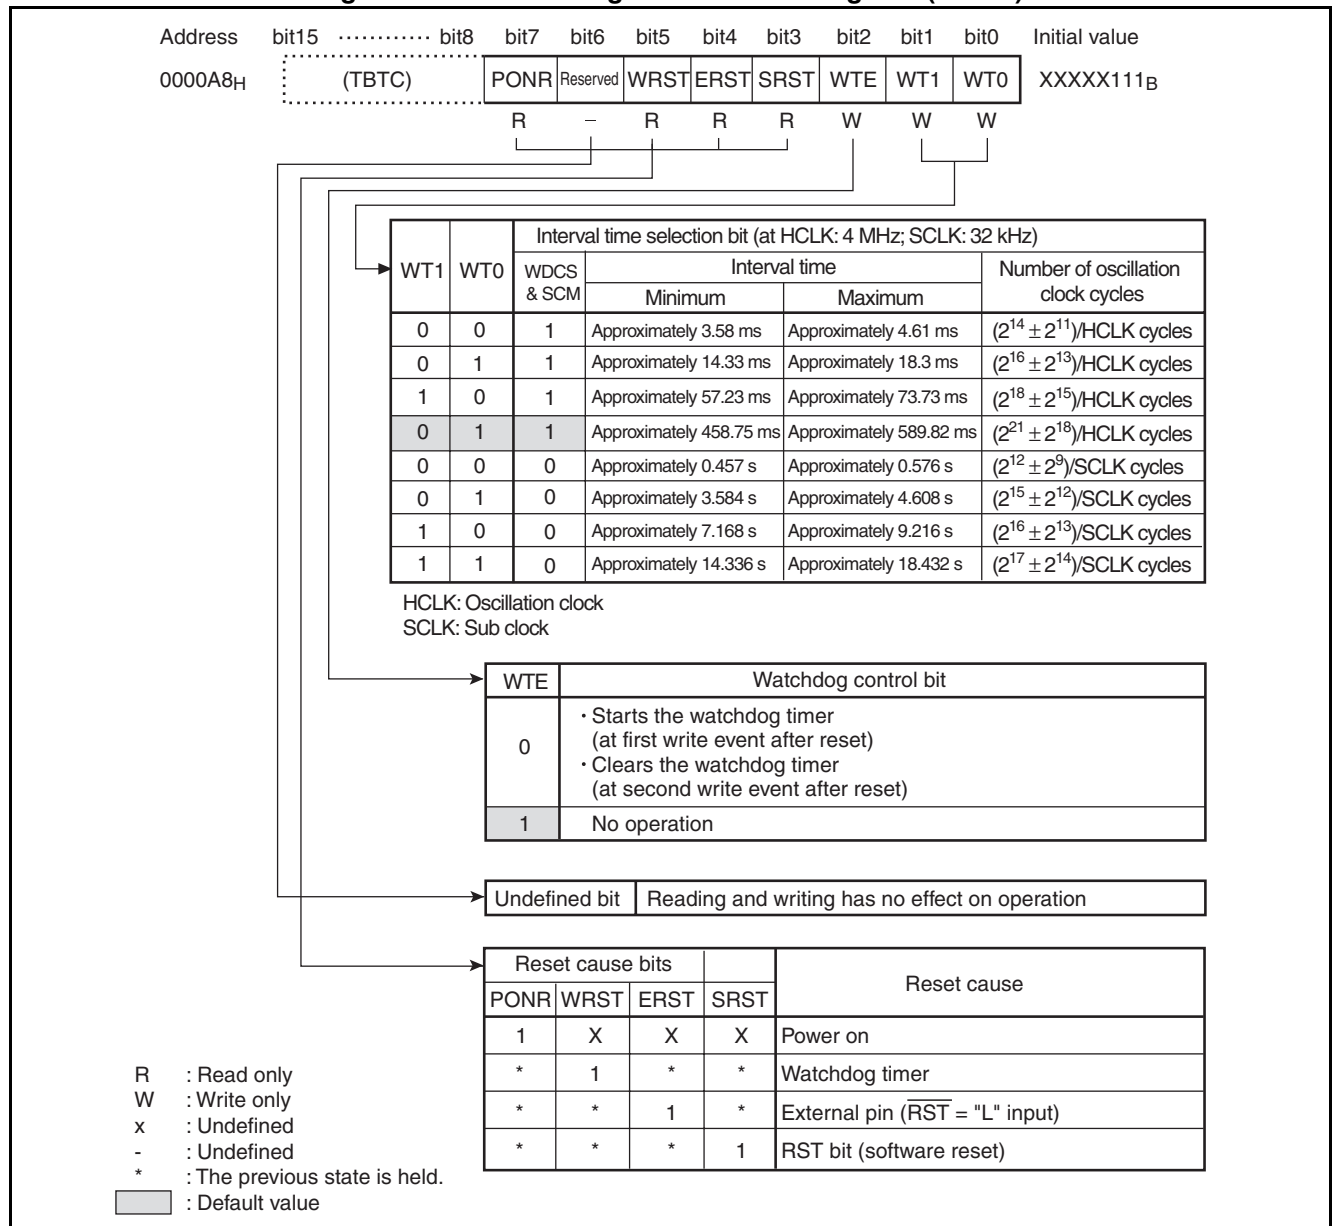 Address bit15 ············ bit8 bit7 bit6 bit5 bit4 bit3 bit2 bit1 bit0 Initial value
0000A8H (TBTC) PONR Reserved WRST ERST SRST WTE WT1 WT0 XXXXX111B
R – R R R W W W
Interval time selection bit (at HCLK: 4 MHz; SCLK: 32 kHz)
WT1 WT0 WDCS & SCM Interval time Number of oscillation clock cycles
Minimum Maximum
0 0 1 Approximately 3.58 ms Approximately 4.61 ms (2^14 ± 2^11)/HCLK cycles
0 1 1 Approximately 14.33 ms Approximately 18.3 ms (2^16 ± 2^13)/HCLK cycles
1 0 1 Approximately 57.23 ms Approximately 73.73 ms (2^18 ± 2^15)/HCLK cycles
0 1 1 Approximately 458.75 ms Approximately 589.82 ms (2^21 ± 2^18)/HCLK cycles
0 0 0 Approximately 0.457 s Approximately 0.576 s (2^12 ± 2^9)/SCLK cycles
0 1 0 Approximately 3.584 s Approximately 4.608 s (2^15 ± 2^12)/SCLK cycles
1 0 0 Approximately 7.168 s Approximately 9.216 s (2^16 ± 2^13)/SCLK cycles
1 1 0 Approximately 14.336 s Approximately 18.432 s (2^17 ± 2^14)/SCLK cycles
HCLK: Oscillation clock
SCLK: Sub clock
WTE Watchdog control bit
0 · Starts the watchdog timer
(at first write event after reset)
· Clears the watchdog timer
(at second write event after reset)
1 No operation
Undefined bit Reading and writing has no effect on operation
Reset cause bits Reset cause
PONR WRST ERST SRST
1 X X X Power on
* 1 * * Watchdog timer
* * 1 * External pin (R̅S̅T̅ = "L" input)
* * * 1 RST bit (software reset)
R : Read only
W : Write only
x : Undefined
- : Undefined
* : The previous state is held.
: Default value